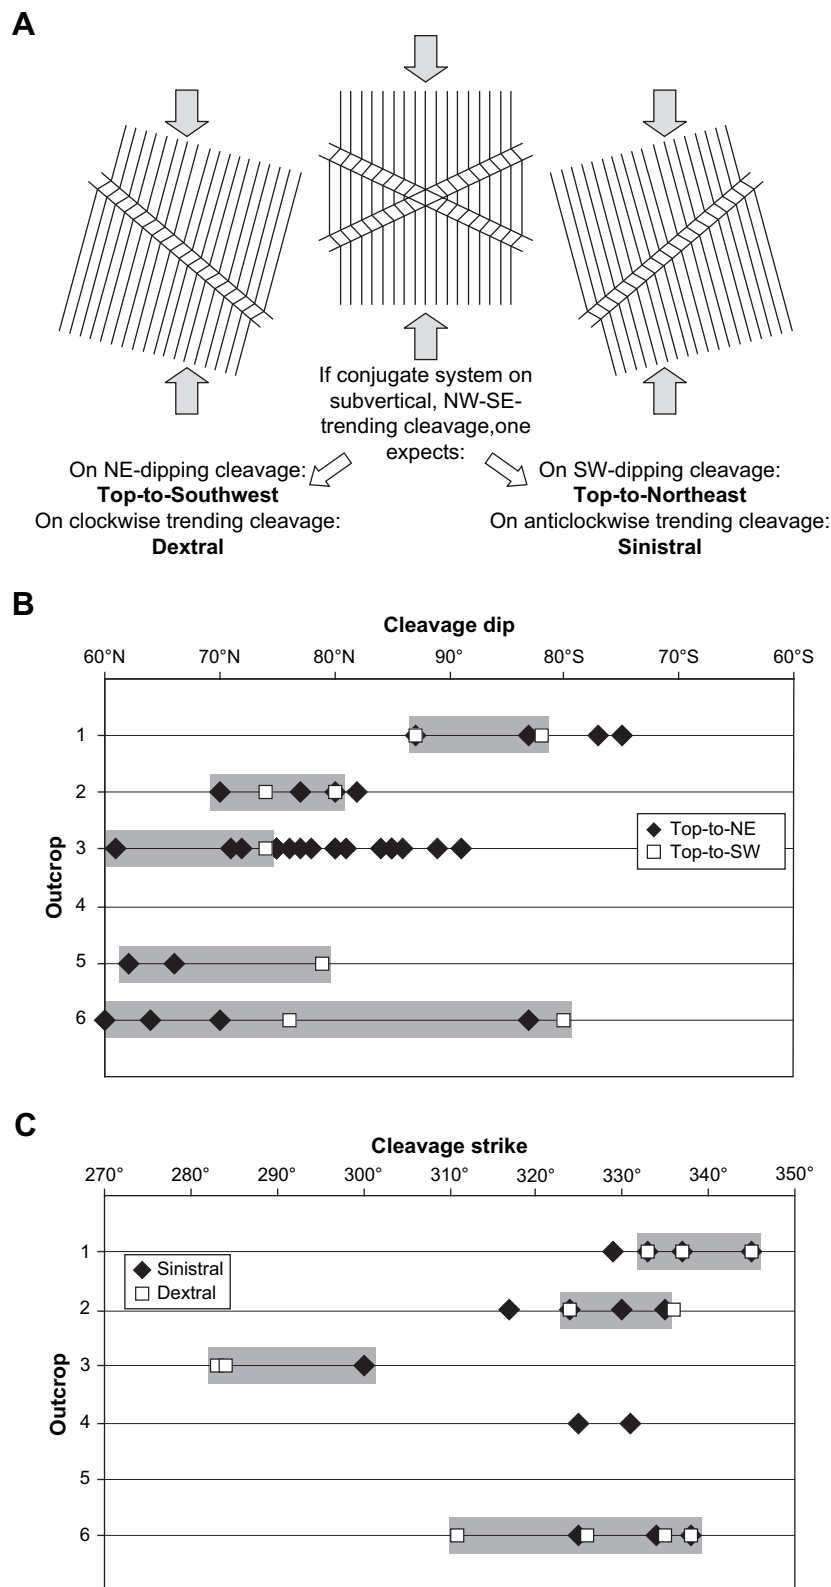 A
If conjugate system on
subvertical, NW-SE-
trending cleavage,one
expects:
On NE-dipping cleavage:
Top-to-Southwest
On clockwise trending cleavage:
Dextral
On SW-dipping cleavage:
Top-to-Northeast
On anticlockwise trending cleavage:
Sinistral
B
Cleavage dip
60°N 70°N 80°N 90° 80°S 70°S 60°S
Outcrop
1
2
3
4
5
6
Top-to-NE
Top-to-SW
C
Cleavage strike
270° 280° 290° 300° 310° 320° 330° 340° 350°
Outcrop
1
2
3
4
5
6
Sinistral
Dextral